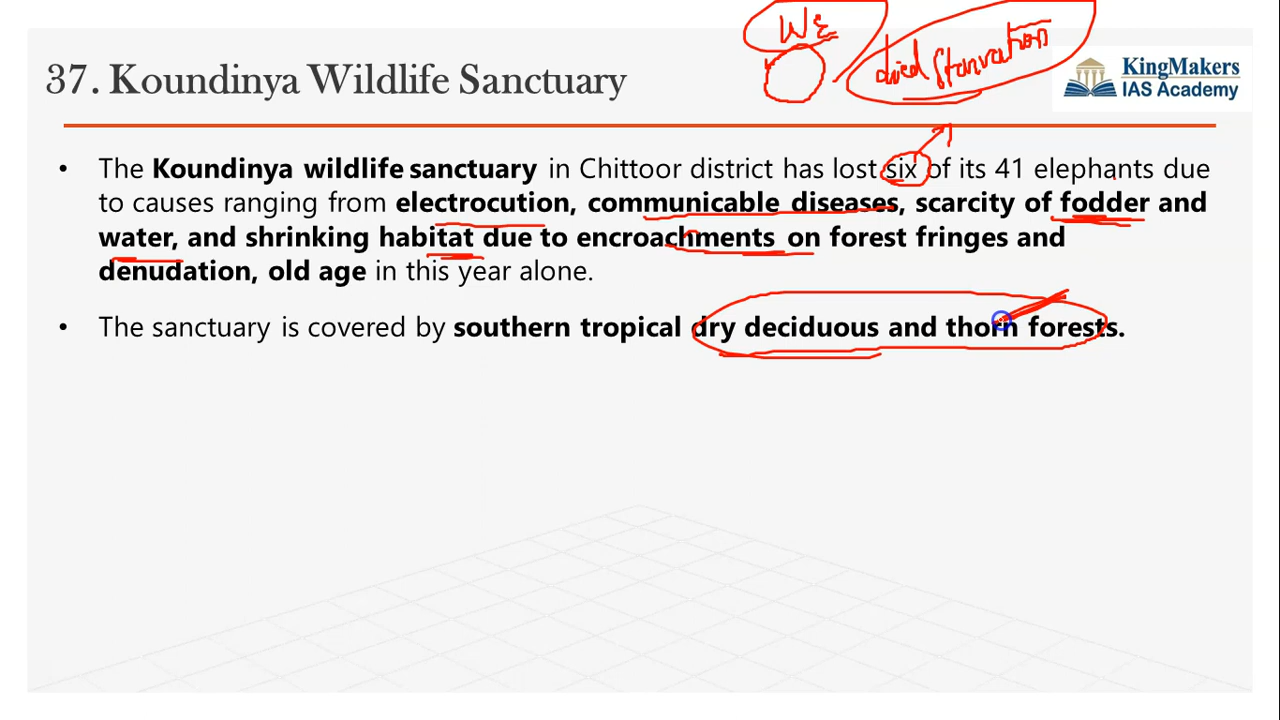 We
died starvation
37. Koundinya Wildlife Sanctuary
KingMakers
IAS Academy
• The Koundinya wildlife sanctuary in Chittoor district has lost six of its 41 elephants due
to causes ranging from electrocution, communicable diseases, scarcity of fodder and
water, and shrinking habitat due to encroachments on forest fringes and
denudation, old age in this year alone.
• The sanctuary is covered by southern tropical dry deciduous and thorn forests.